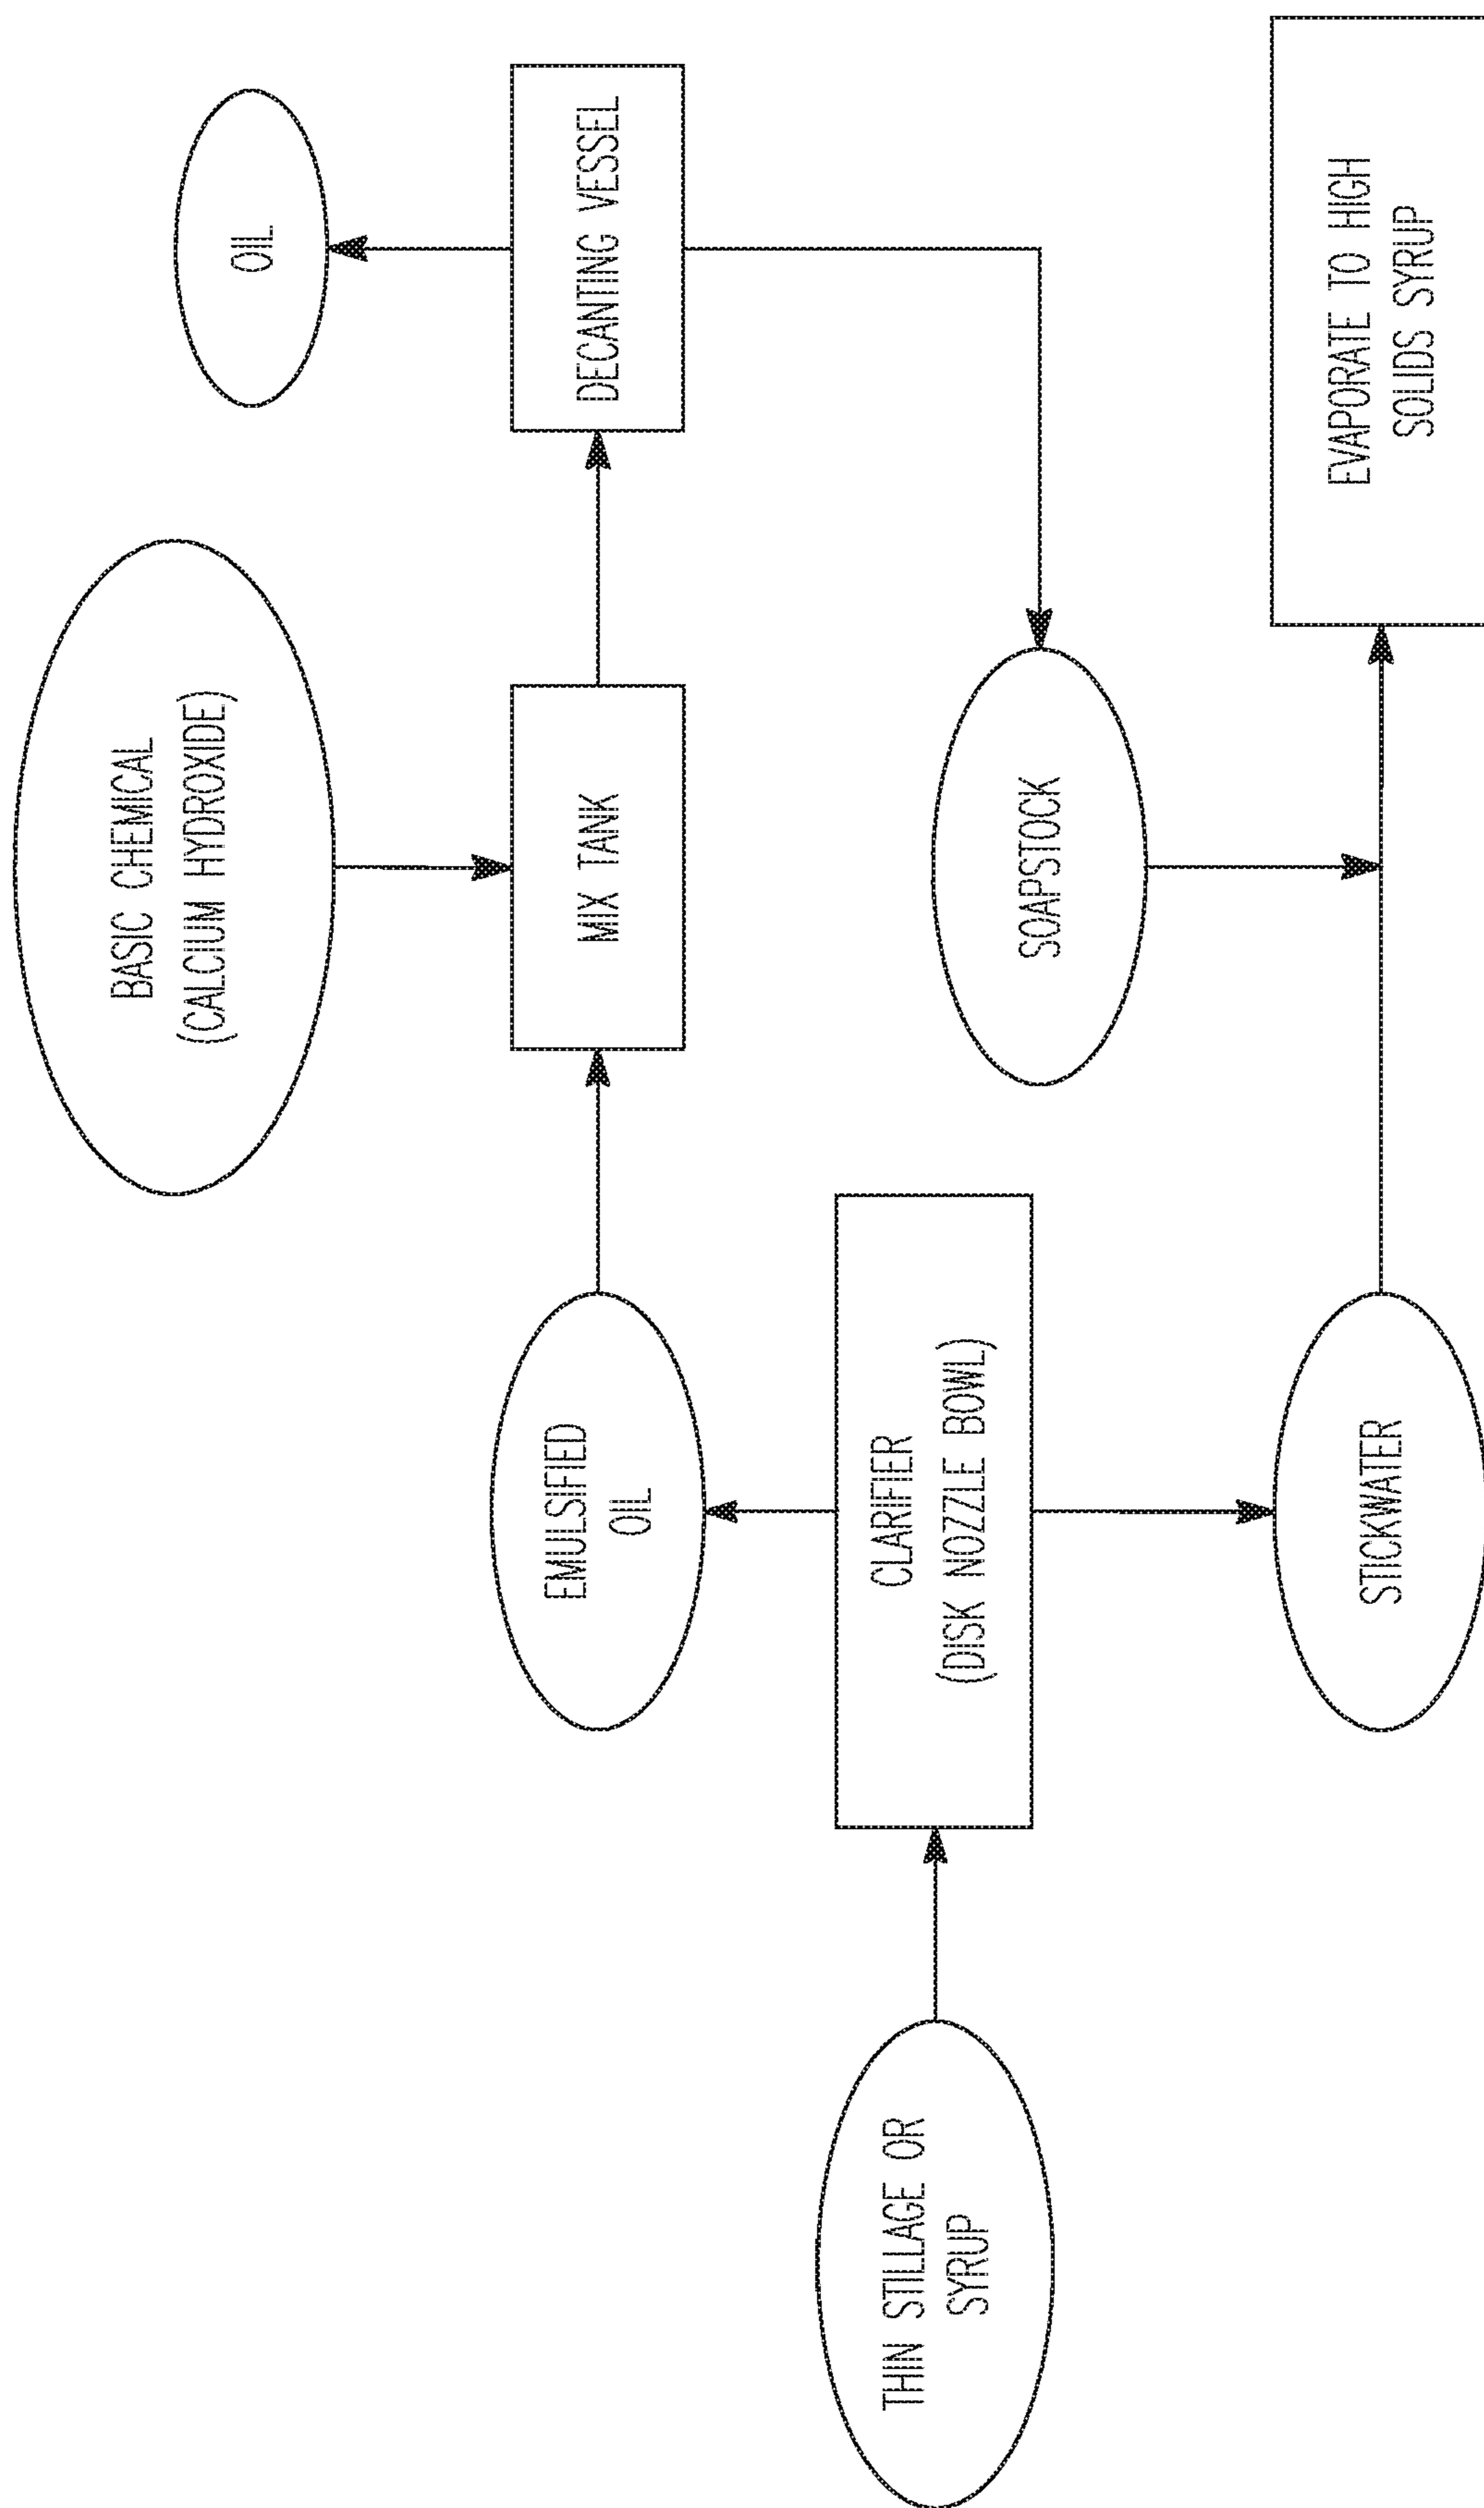 THIN STILLAGE OR
SYRUP
CLARIFIER
(DISK NOZZLE BOWL)
EMULSIFIED
OIL
STICKWATER
BASIC CHEMICAL
(CALCIUM HYDROXIDE)
MIX TANK
SOAPSTOCK
OIL
DECANTING VESSEL
EVAPORATE TO HIGH
SOLIDS SYRUP